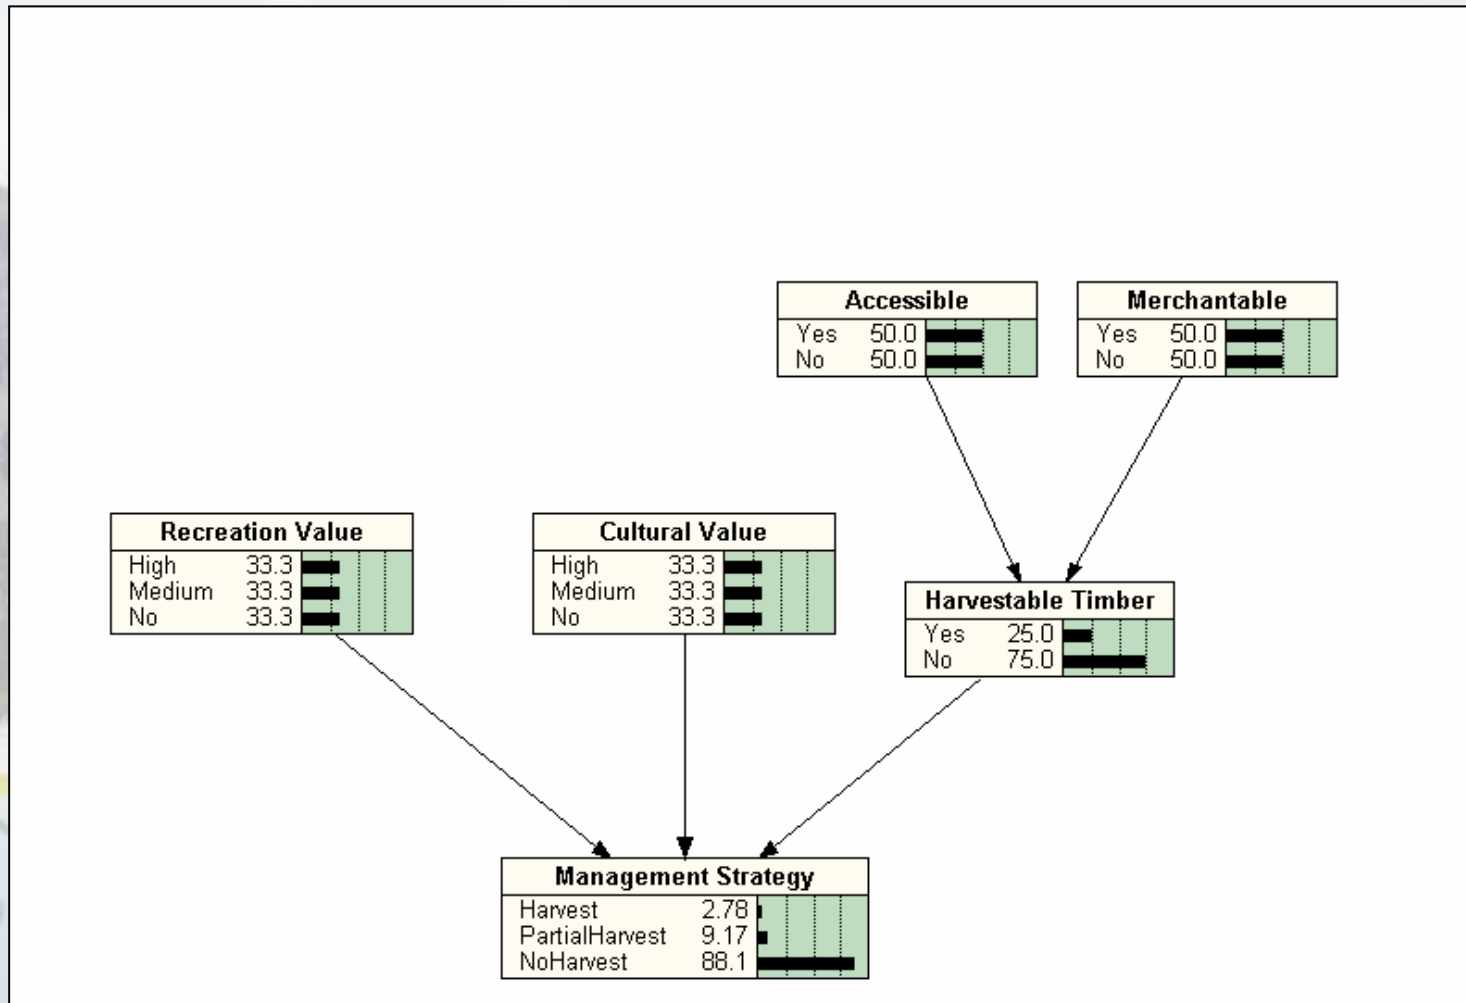 Accessible
Yes 50.0
No 50.0
Merchantable
Yes 50.0
No 50.0
Recreation Value
High 33.3
Medium 33.3
No 33.3
Cultural Value
High 33.3
Medium 33.3
No 33.3
Harvestable Timber
Yes 25.0
No 75.0
Management Strategy
Harvest 2.78
PartialHarvest 9.17
NoHarvest 88.1